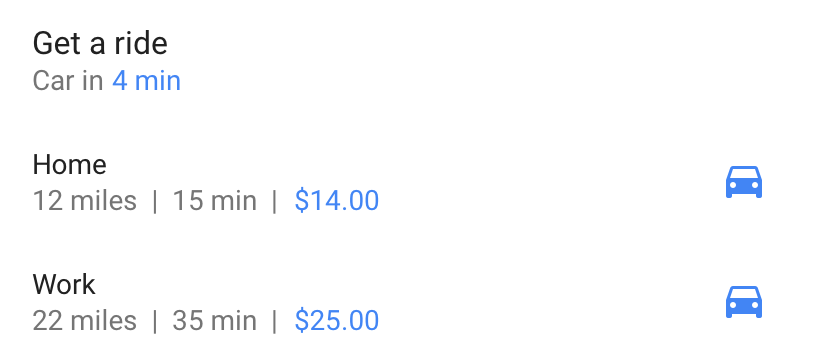 Get a ride
Car in 4 min
Home
12 miles | 15 min | $14.00
Work
22 miles | 35 min | $25.00